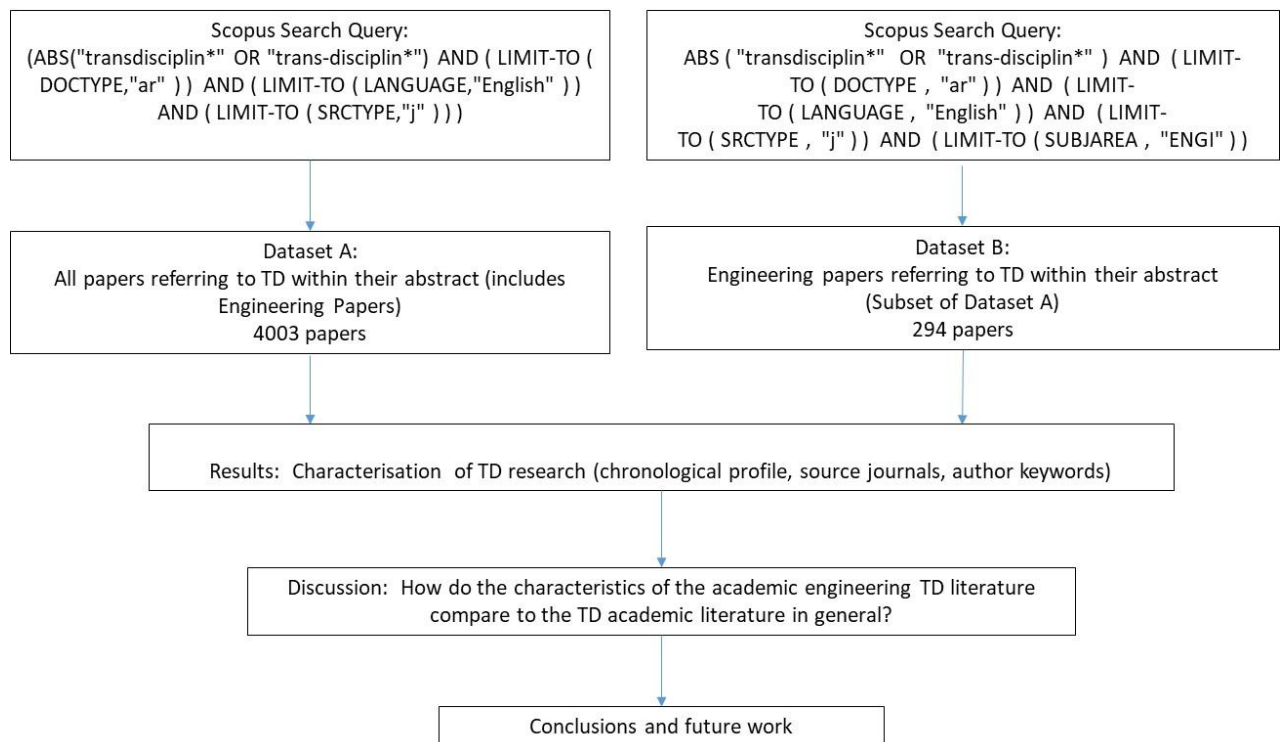 Scopus Search Query:
(ABS("transdisciplin*" OR "trans-disciplin*") AND ( LIMIT-TO (
DOCTYPE,"ar" ) ) AND ( LIMIT-TO ( LANGUAGE,"English" ) )
AND ( LIMIT-TO ( SRCTYPE,"j" ) ) )
Scopus Search Query:
ABS ( "transdisciplin*" OR "trans-disciplin*" ) AND ( LIMIT-
TO ( DOCTYPE , "ar" ) ) AND ( LIMIT-
TO ( LANGUAGE , "English" ) ) AND ( LIMIT-
TO ( SRCTYPE , "j" ) ) AND ( LIMIT-TO ( SUBJAREA , "ENGI" ) )
Dataset A:
All papers referring to TD within their abstract (includes
Engineering Papers)
4003 papers
Dataset B:
Engineering papers referring to TD within their abstract
(Subset of Dataset A)
294 papers
Results: Characterisation of TD research (chronological profile, source journals, author keywords)
Discussion: How do the characteristics of the academic engineering TD literature
compare to the TD academic literature in general?
Conclusions and future work